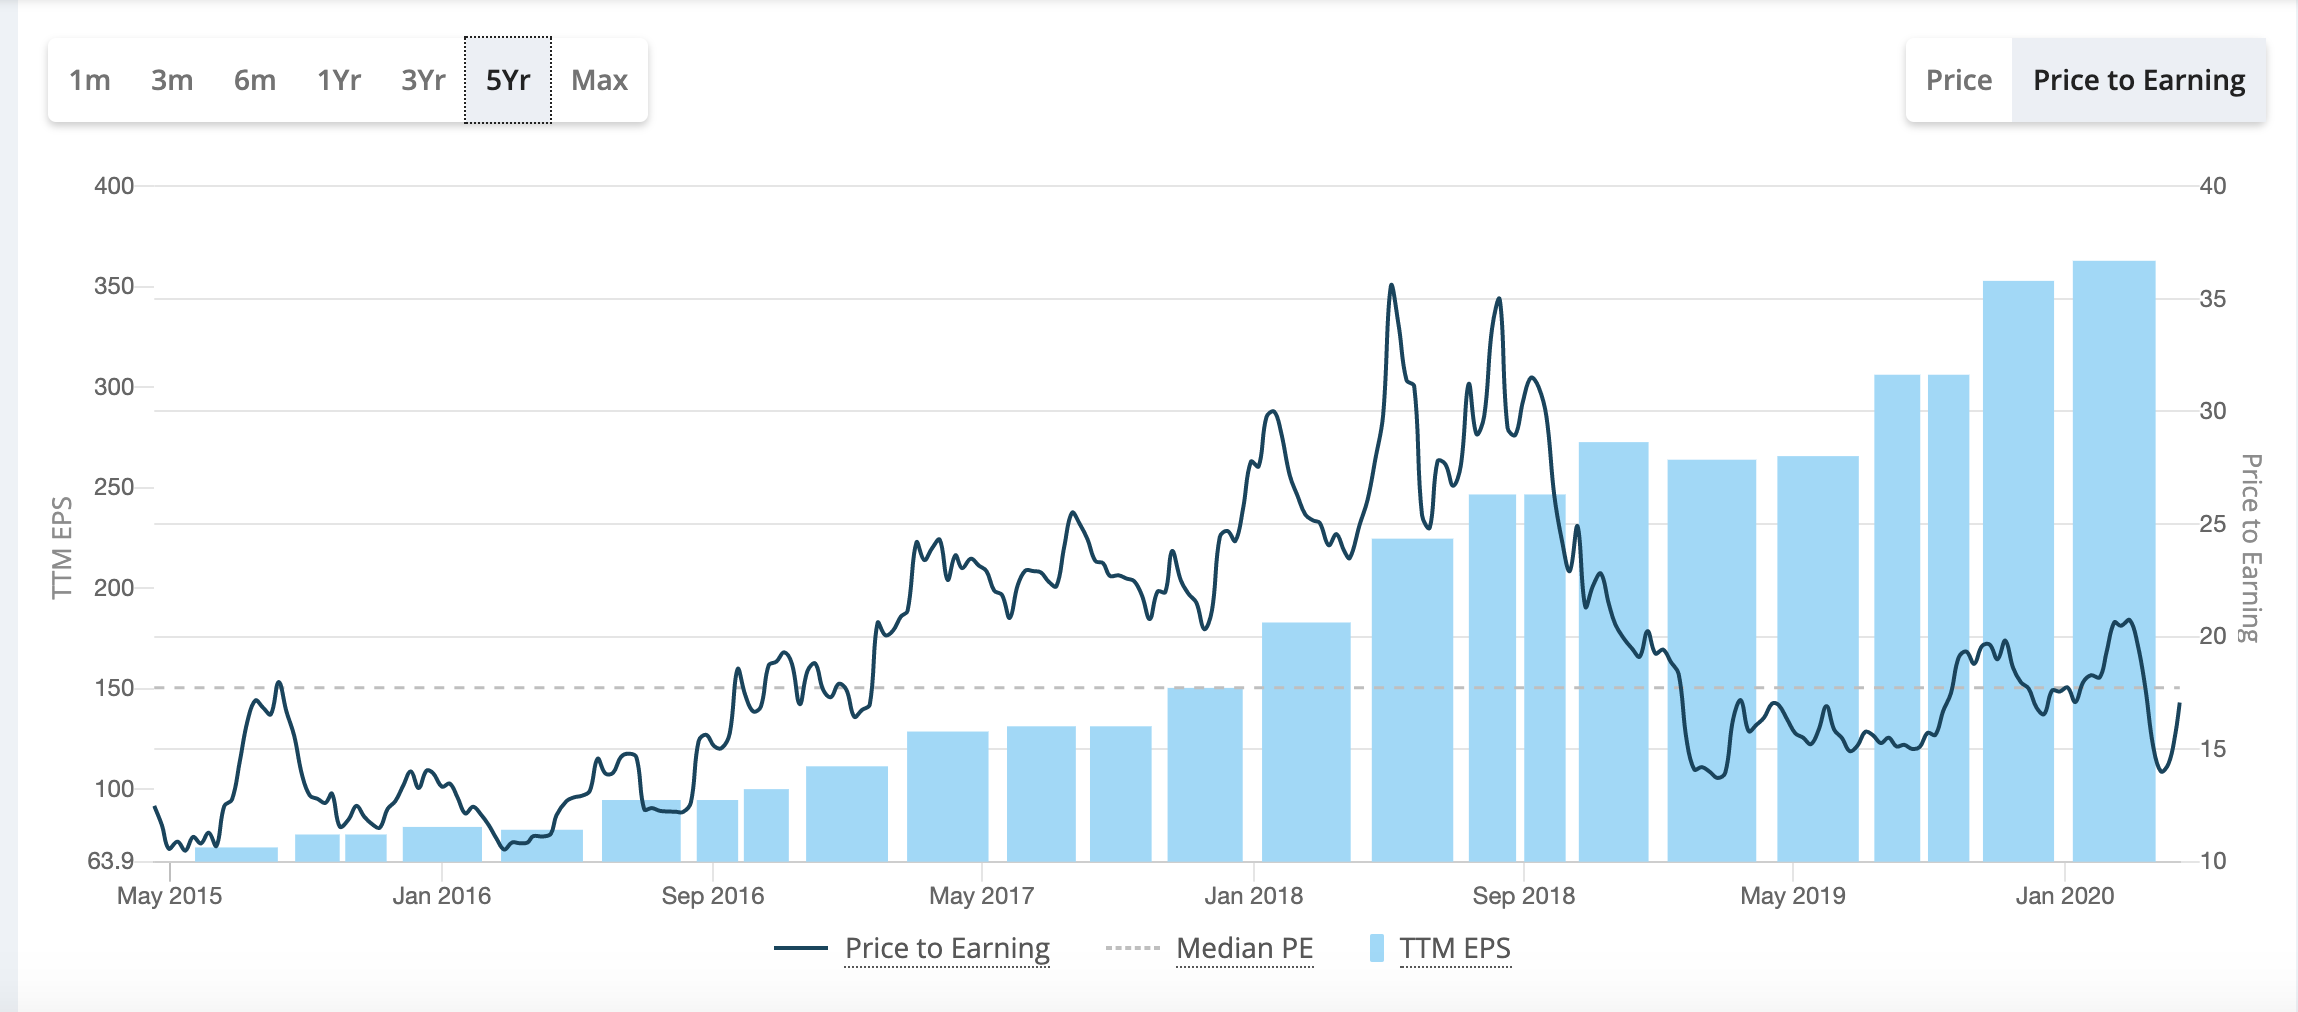 1m 3m 6m 1Yr 3Yr 5Yr Max
Price Price to Earning
400 40
350 35
300 30
250 25
200 20
150 15
100
63.9 10
TTM EPS
Price to Earning
May 2015 Jan 2016 Sep 2016 May 2017 Jan 2018 Sep 2018 May 2019 Jan 2020
Price to Earning Median PE TTM EPS